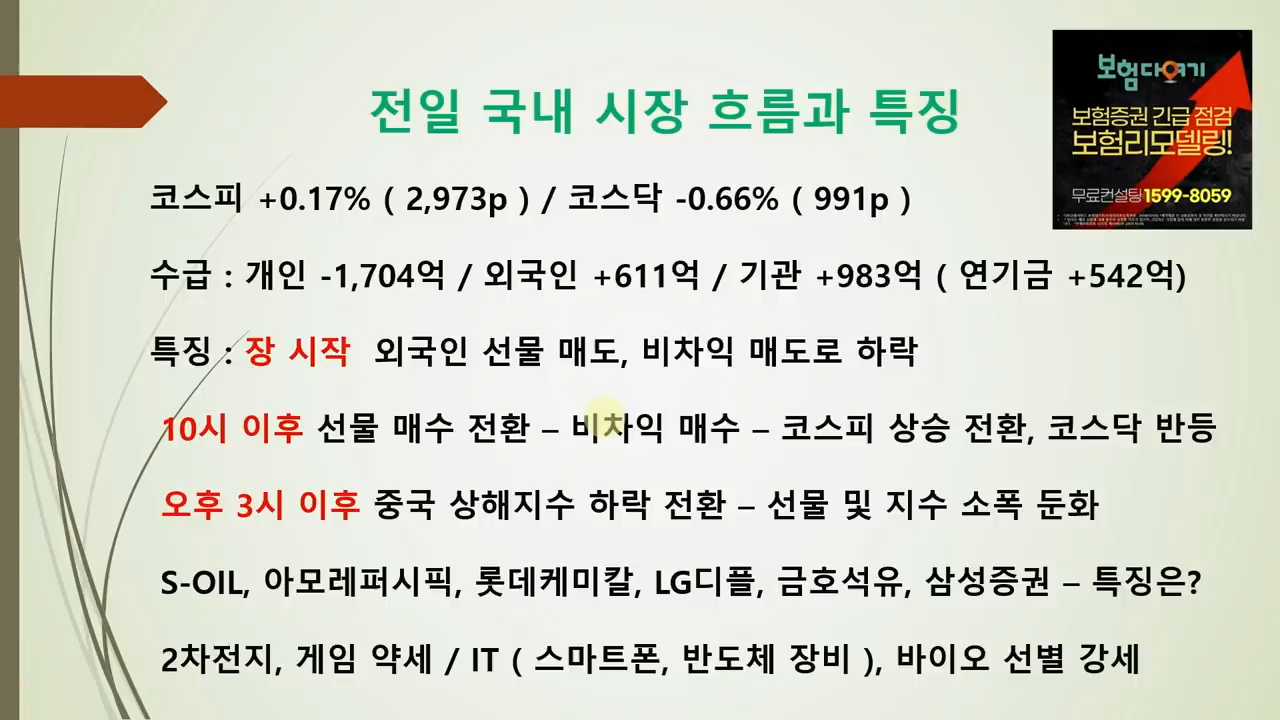 전일 국내 시장 흐름과 특징
보험다여기
보험증권 긴급 점검
보험리모델링!
무료컨설팅1599-8059
코스피 +0.17% ( 2,973p ) / 코스닥 -0.66% ( 991p )
수급 : 개인 -1,704억 / 외국인 +611억 / 기관 +983억 ( 연기금 +542억)
특징 : 장 시작 외국인 선물 매도, 비차익 매도로 하락
10시 이후 선물 매수 전환 – 비차익 매수 – 코스피 상승 전환, 코스닥 반등
오후 3시 이후 중국 상해지수 하락 전환 – 선물 및 지수 소폭 둔화
S-OIL, 아모레퍼시픽, 롯데케미칼, LG디플, 금호석유, 삼성증권 – 특징은?
2차전지, 게임 약세 / IT ( 스마트폰, 반도체 장비 ), 바이오 선별 강세